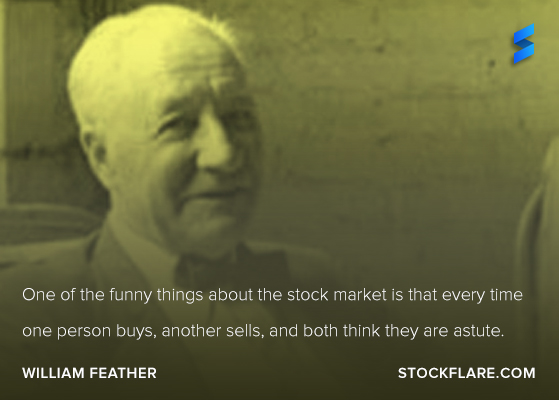 One of the funny things about the stock market is that every time
one person buys, another sells, and both think they are astute.
WILLIAM FEATHER
STOCKFLARE.COM